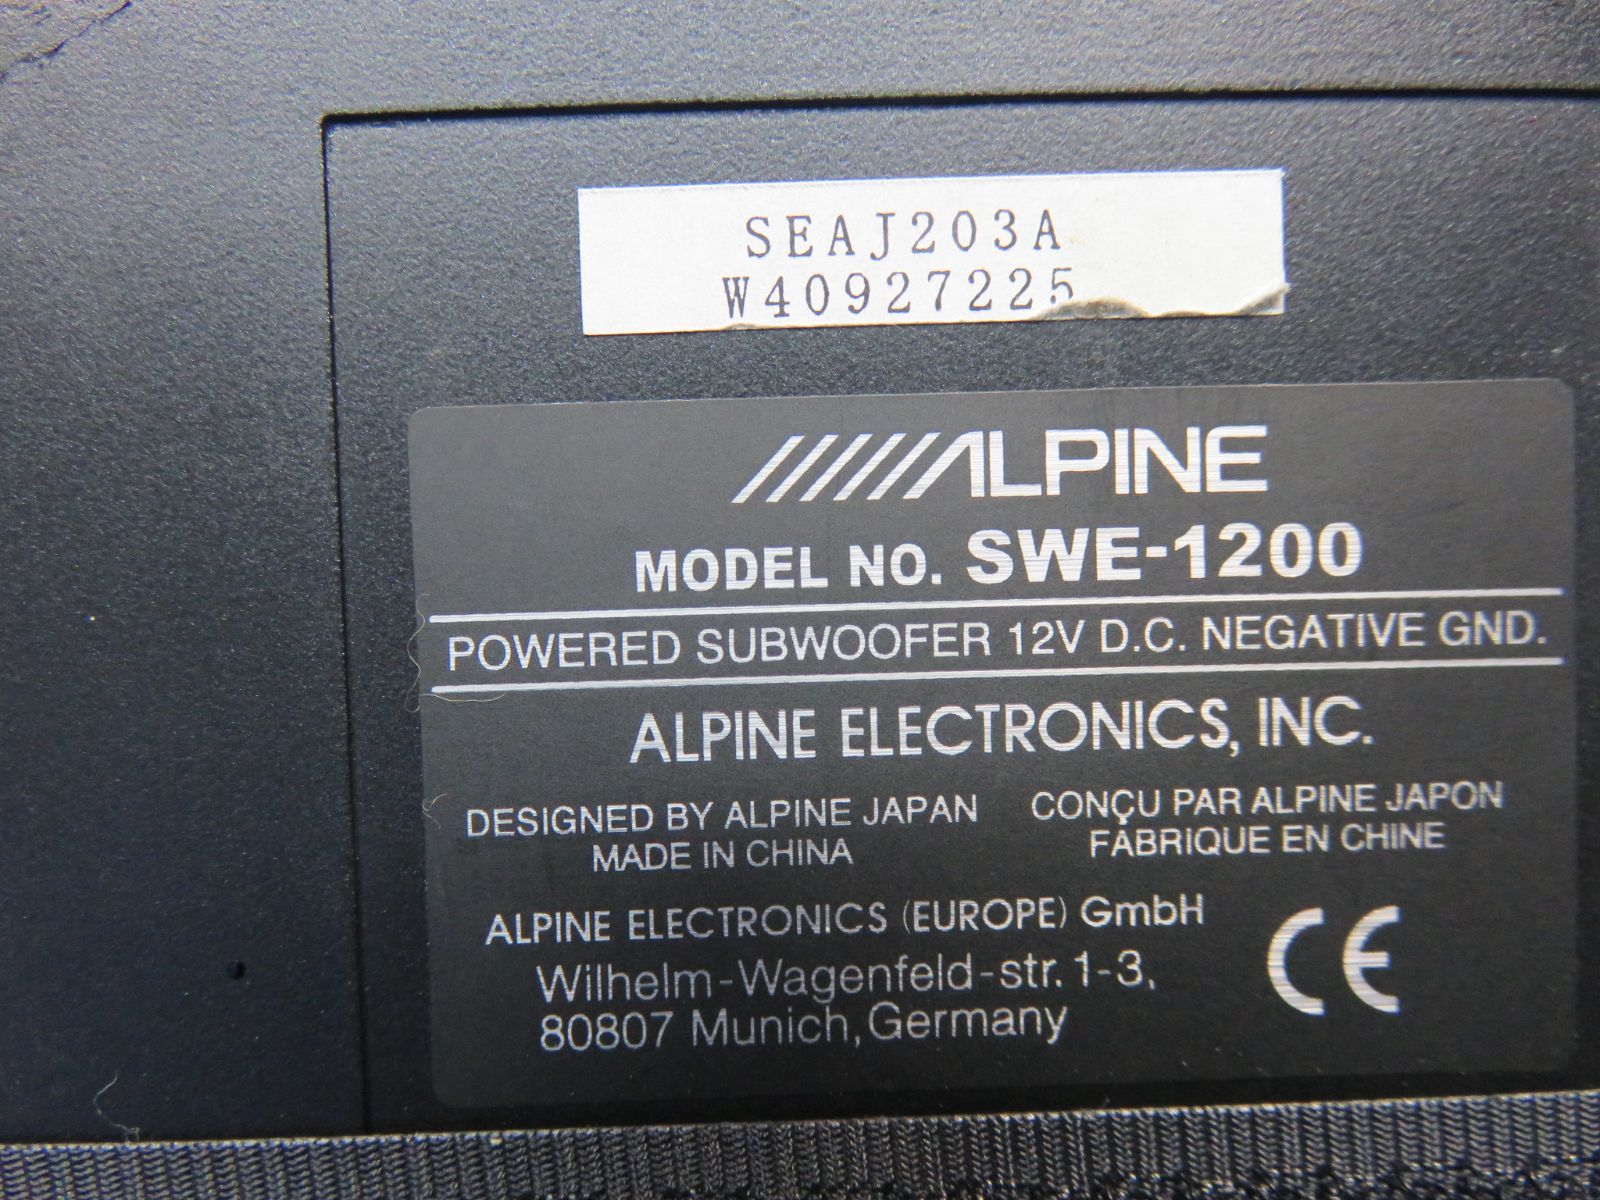 SEAJ203A
W40927225
ALPINE
MODEL NO. SWE-1200
POWERED SUBWOOFER 12V D.C. NEGATIVE GND.
ALPINE ELECTRONICS, INC.
DESIGNED BY ALPINE JAPAN
MADE IN CHINA
CONÇU PAR ALPINE JAPON
FABRIQUE EN CHINE
ALPINE ELECTRONICS (EUROPE) GmbH
Wilhelm-Wagenfeld-str. 1-3,
80807 Munich, Germany
CE